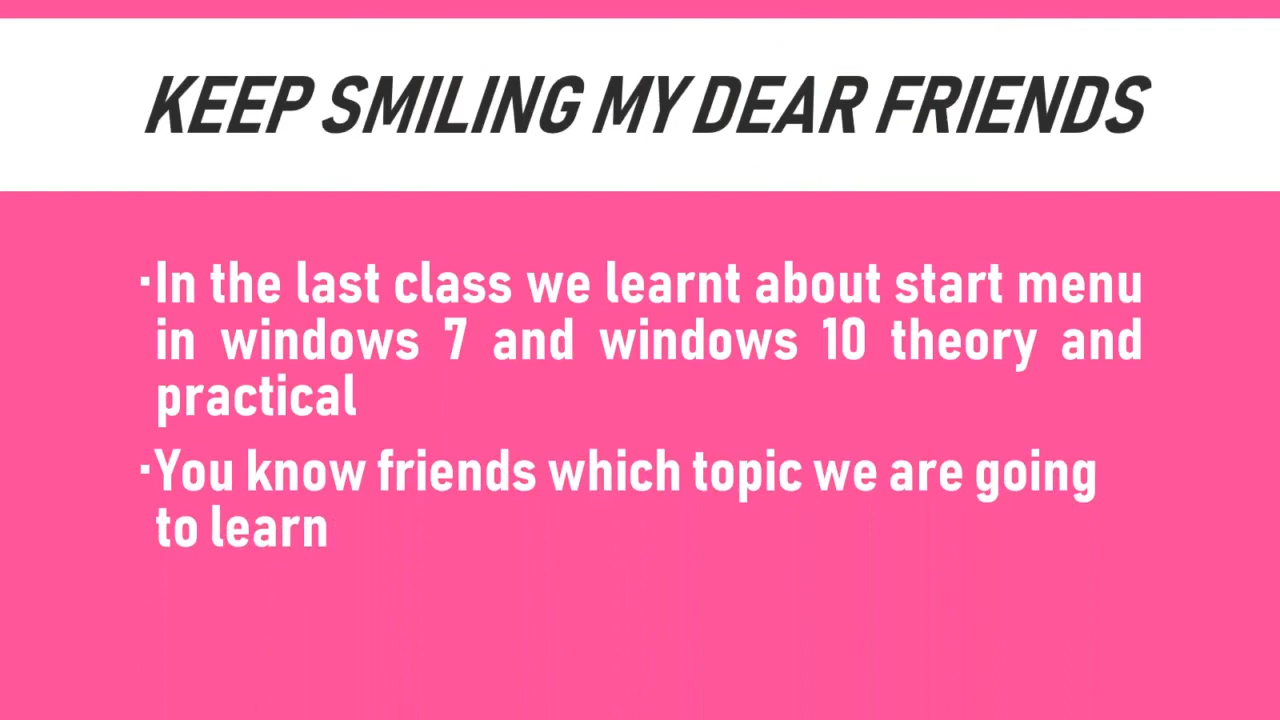 KEEP SMILING MY DEAR FRIENDS
▪In the last class we learnt about start menu
in windows 7 and windows 10 theory and
practical
▪You know friends which topic we are going
to learn